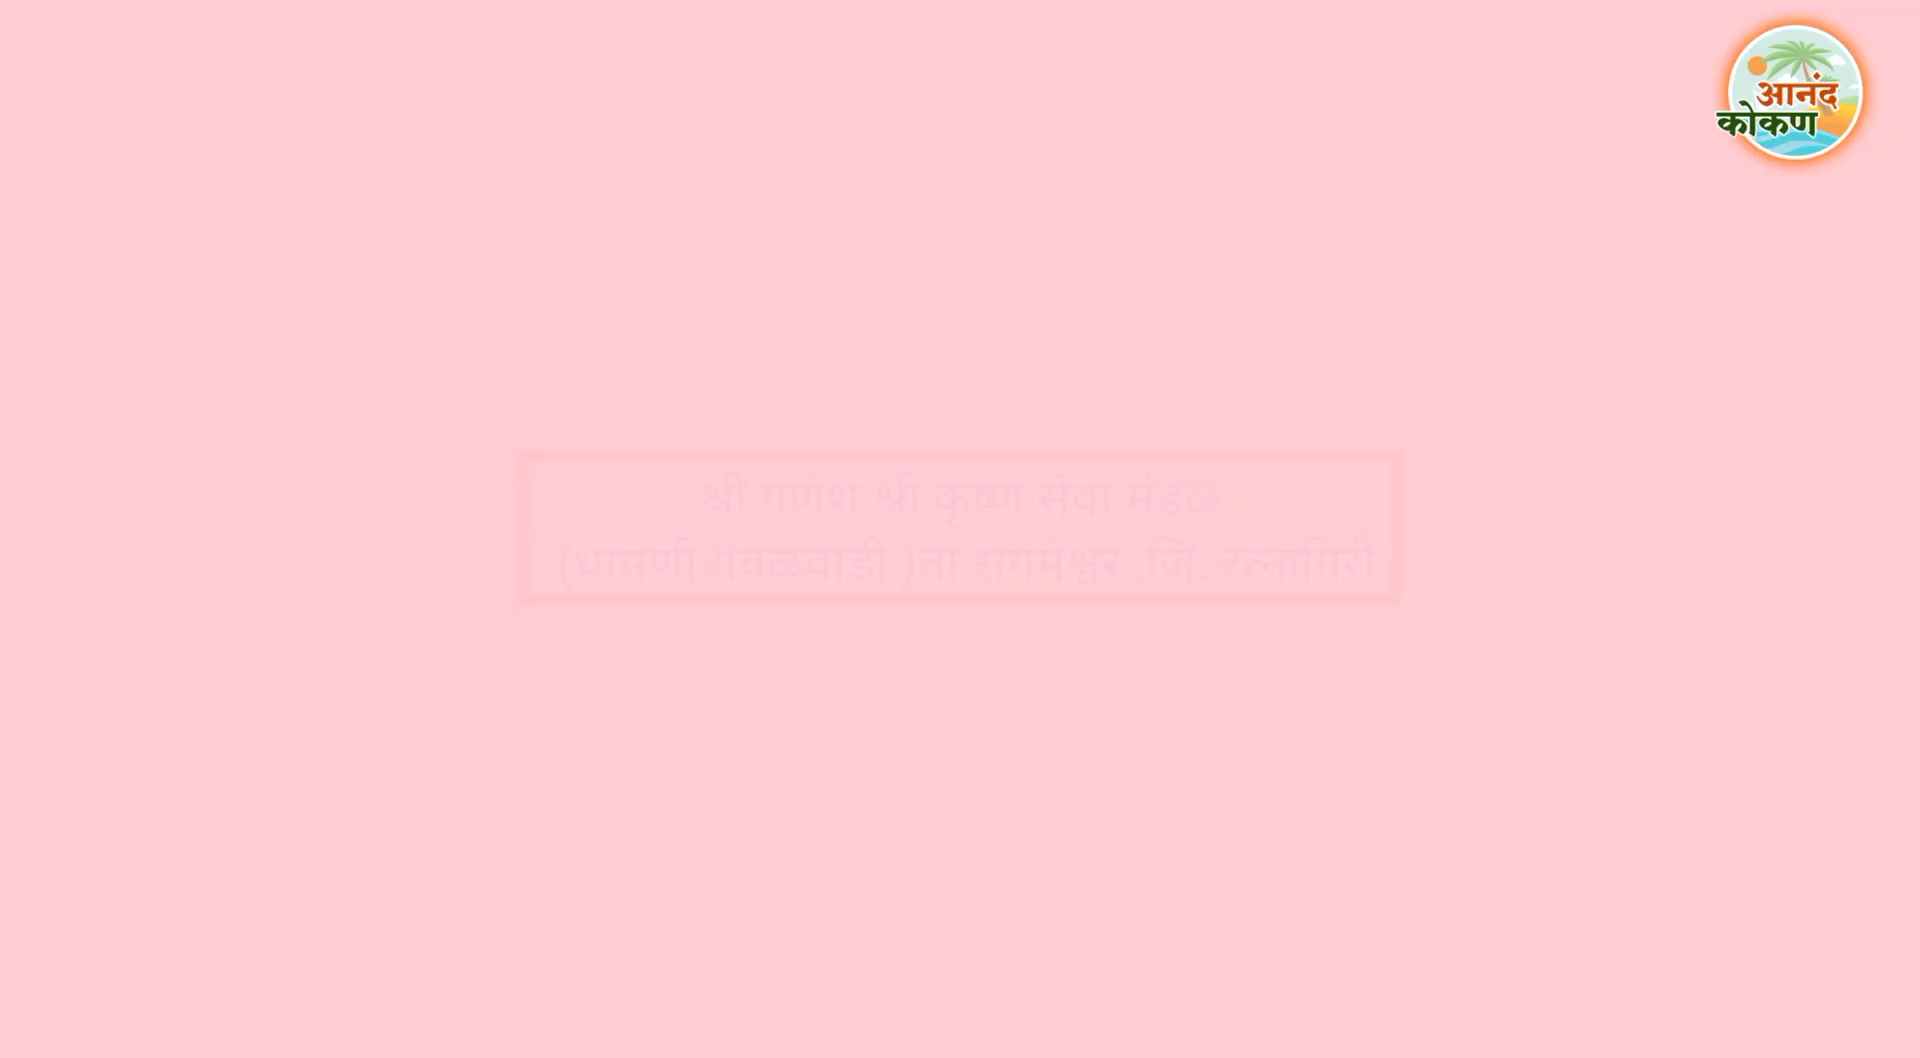 आनंद
कोकण
श्री गणेश श्री कृष्ण सेवा मंडळ
(धामणी गवळवाडी )ता.संगमेश्वर ,जि. रत्नागिरी